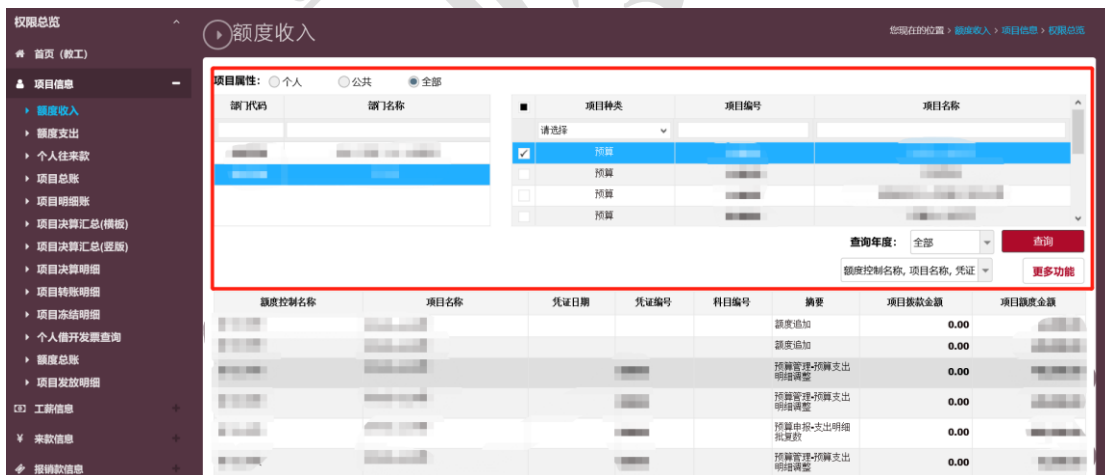 权限总览
首页 (教工)
项目信息
额度收入
额度支出
个人往来款
项目总账
项目明细账
项目决算汇总(横板)
项目决算汇总(竖版)
项目决算明细
项目转账明细
项目冻结明细
个人借开发票查询
额度总账
项目发放明细
工薪信息
来款信息
报销款信息
额度收入
您现在的位置 > 额度收入 > 项目信息 > 权限总览
项目属性: 个人 公共 全部
部门代码 部门名称
项目种类 项目编号 项目名称
请选择
预算
预算
预算
预算
查询年度: 全部 查询
额度控制名称, 项目名称, 凭证 更多功能
额度控制名称 项目名称 凭证日期 凭证编号 科目编号 摘要 项目拨款金额 项目额度金额
额度追加 0.00
额度追加 0.00
预算管理-预算支出
明细调整 0.00
预算管理-预算支出
明细调整 0.00
预算申报-支出明细
批复数 0.00
预算管理-预算支出
明细调整 0.00